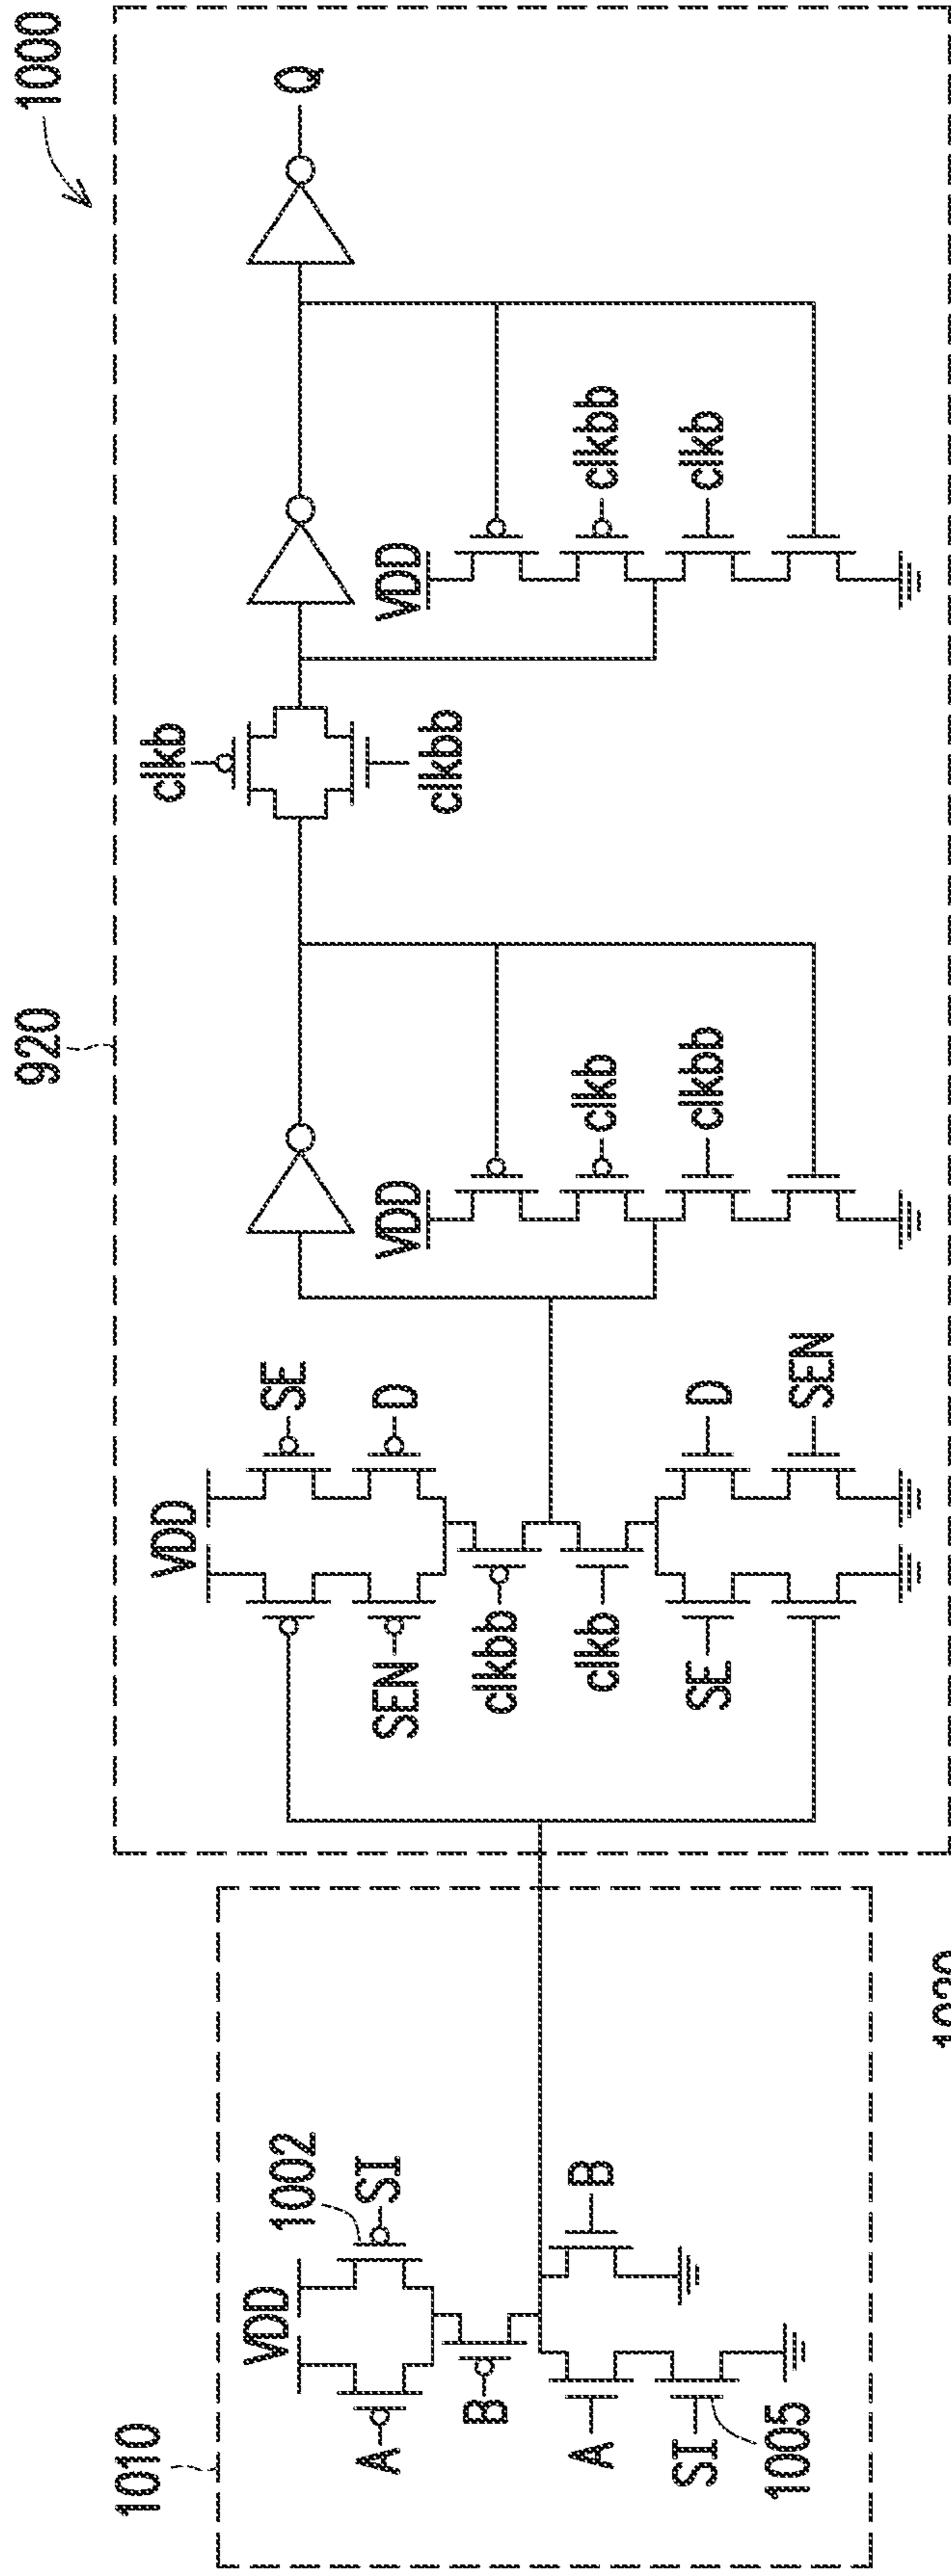 1000
920
1010
VDD
1002
A
SI
B
A
B
SI
1005
VDD
SE
SEN
D
clkbb
clkb
SE
D
SEN
VDD
clkb
clkbb
clkb
clkbb
VDD
clkbb
clkb
Q